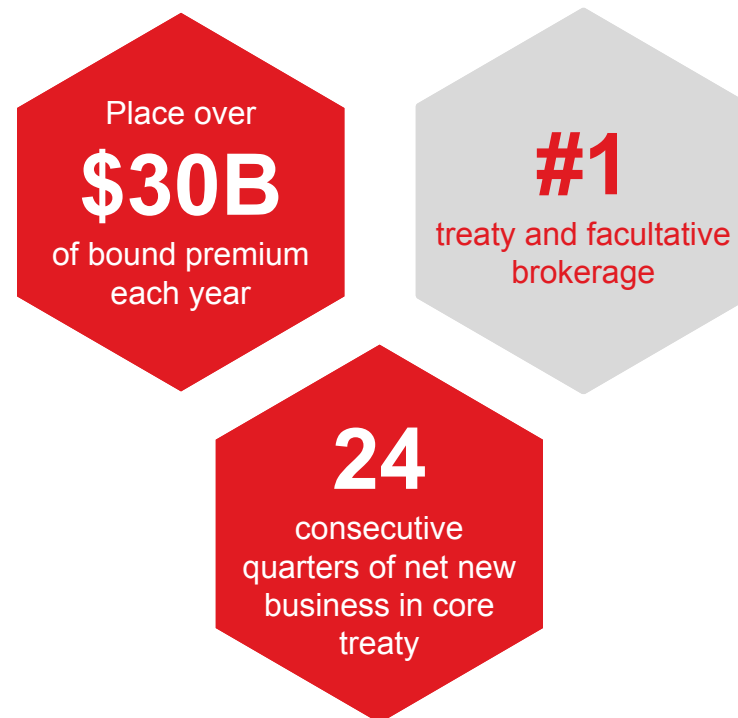 Place over
$30B
of bound premium
each year
#1
treaty and facultative
brokerage
24
consecutive
quarters of net new
business in core
treaty